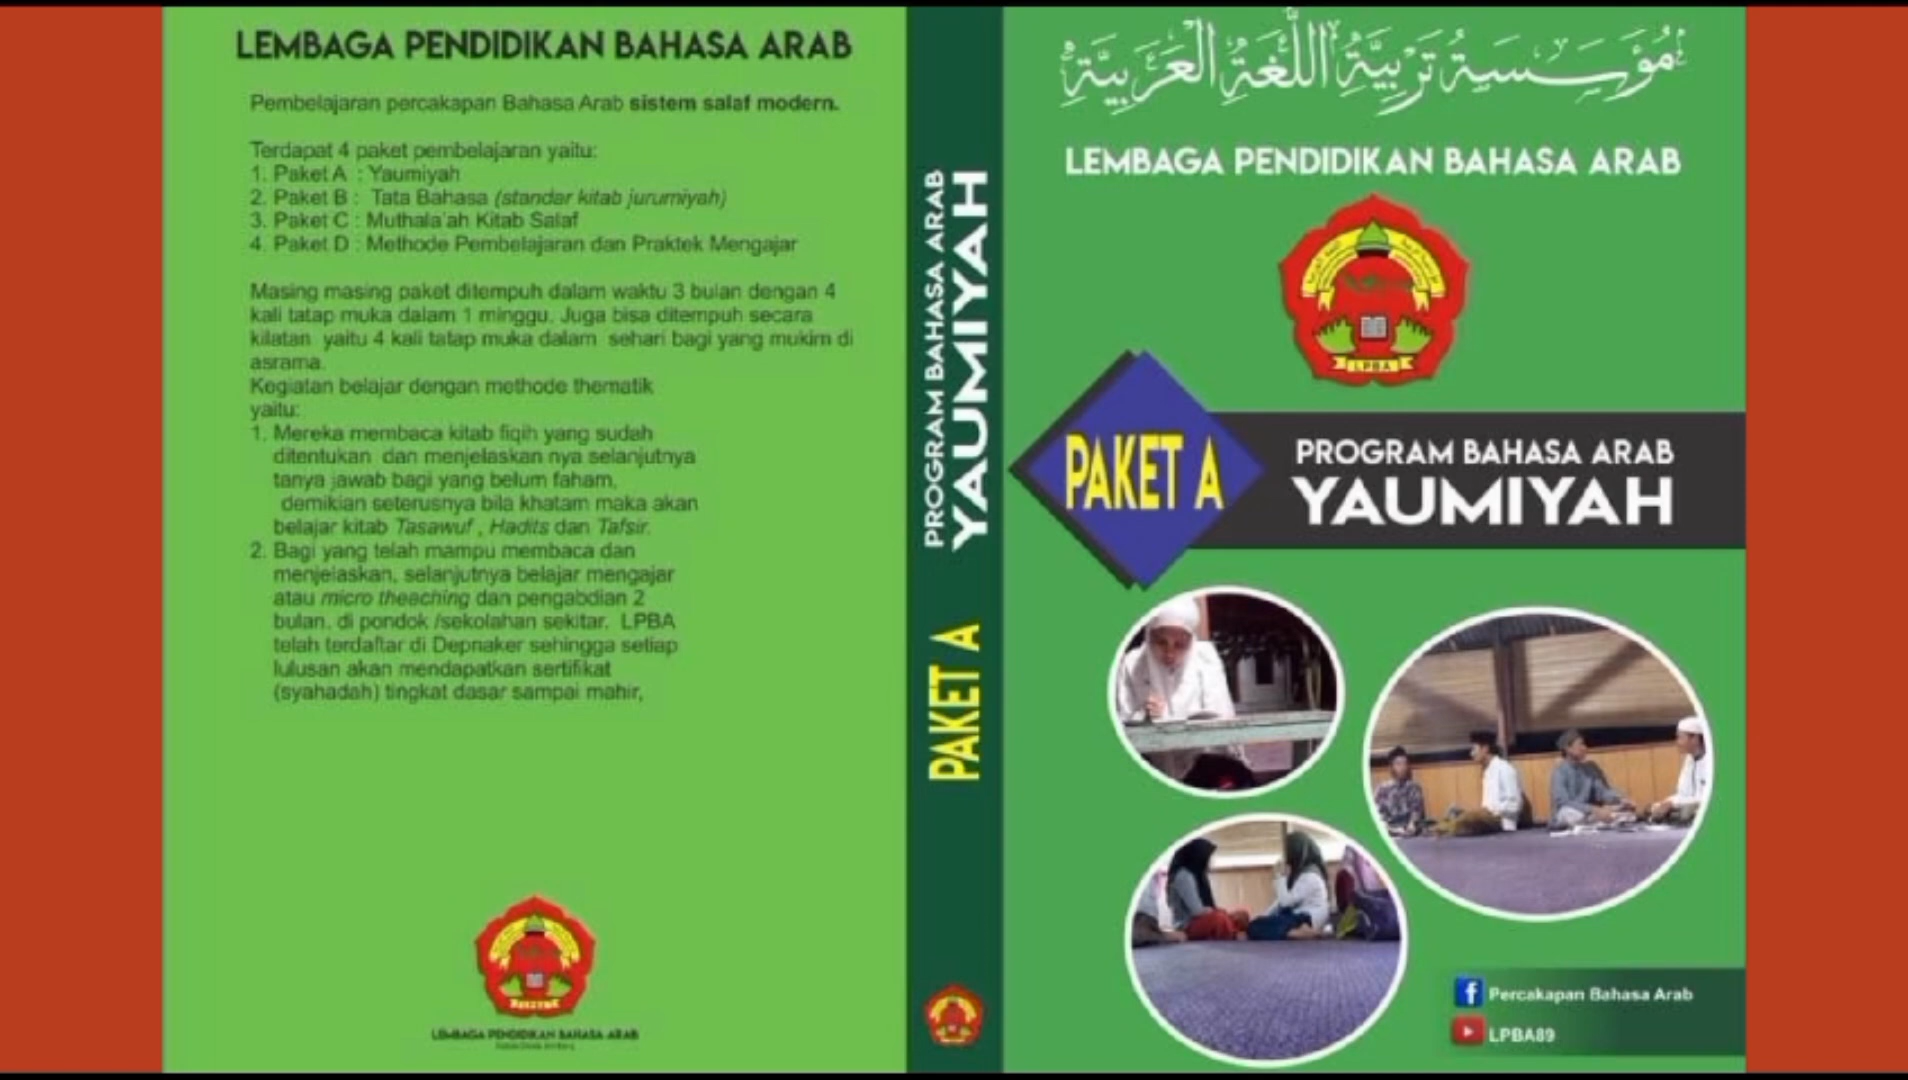 LEMBAGA PENDIDIKAN BAHASA ARAB
Pembelajaran percakapan Bahasa Arab sistem salaf modern.
Terdapat 4 paket pembelajaran yaitu:
1. Paket A : Yaumiyah
2. Paket B : Tata Bahasa (standar kitab jurumiyah)
3. Paket C : Muthala'ah Kitab Salaf
4. Paket D : Methode Pembelajaran dan Praktek Mengajar
Masing masing paket ditempuh dalam waktu 3 bulan dengan 4
kali tatap muka dalam 1 minggu. Juga bisa ditempuh secara
kilatan yaitu 4 kali tatap muka dalam sehari bagi yang mukim di
asrama.
Kegiatan belajar dengan methode thematik
yaitu:
1. Mereka membaca kitab fiqih yang sudah
ditentukan dan menjelaskan nya selanjutnya
tanya jawab bagi yang belum faham,
demikian seterusnya bila khatam maka akan
belajar kitab Tasawuf , Hadits dan Tafsir.
2. Bagi yang telah mampu membaca dan
menjelaskan, selanjutnya belajar mengajar
atau micro theaching dan pengabdian 2
bulan. di pondok /sekolahan sekitar. LPBA
telah terdaftar di Depnaker sehingga setiap
lulusan akan mendapatkan sertifikat
(syahadah) tingkat dasar sampai mahir,
LEMBAGA PENDIDIKAN BAHASA ARAB
PROGRAM BAHASA ARAB
YAUMIYAH
PAKET A
مُؤَسَّسَةُ تَرْبِيَّةِ اللُّغَةِ الْعَرَبِيَّةِ
LEMBAGA PENDIDIKAN BAHASA ARAB
LPBA
PAKET A
PROGRAM BAHASA ARAB
YAUMIYAH
Percakapan Bahasa Arab
LPBA89